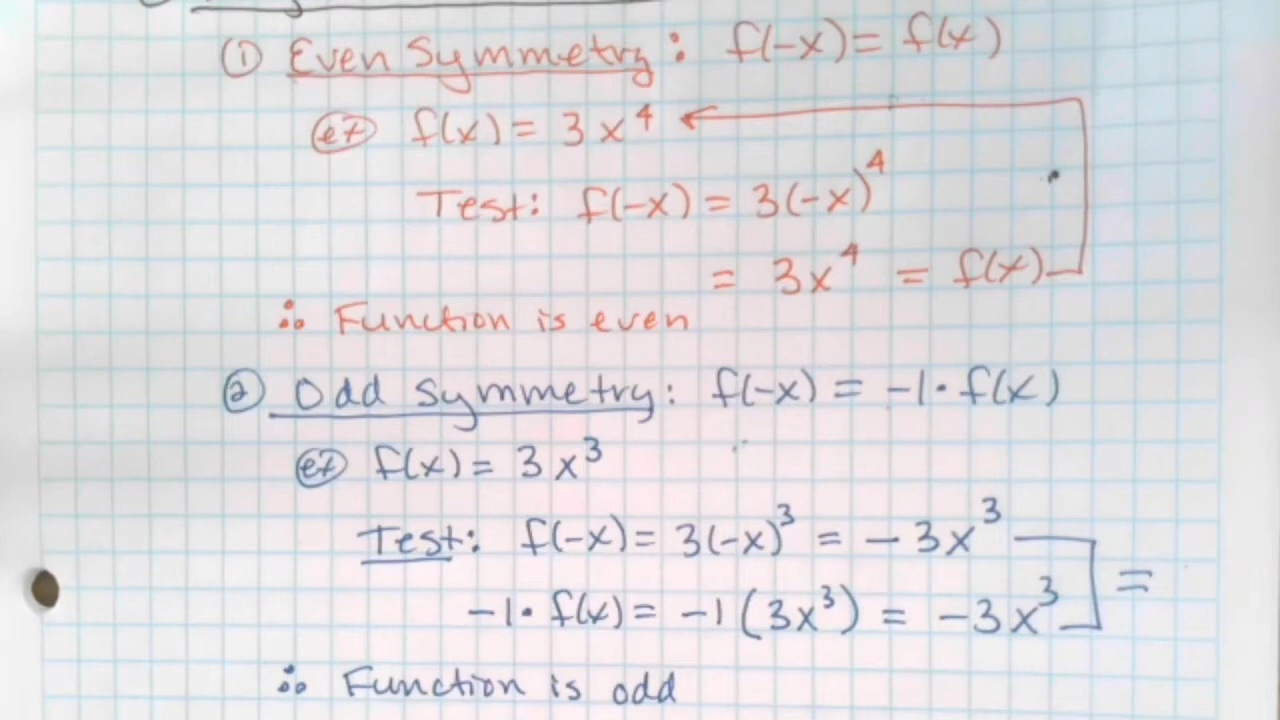 ① Even Symmetry: f(-x) = f(x)
ex f(x) = 3x⁴
Test: f(-x) = 3(-x)⁴
= 3x⁴ = f(x)
∴ Function is even
② Odd Symmetry: f(-x) = -1·f(x)
ex f(x) = 3x³
Test: f(-x) = 3(-x)³ = -3x³
-1·f(x) = -1(3x³) = -3x³ =
∴ Function is odd